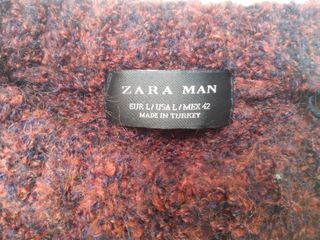 ZARA MAN
EUR L / USA L / MEX 42
MADE IN TURKEY